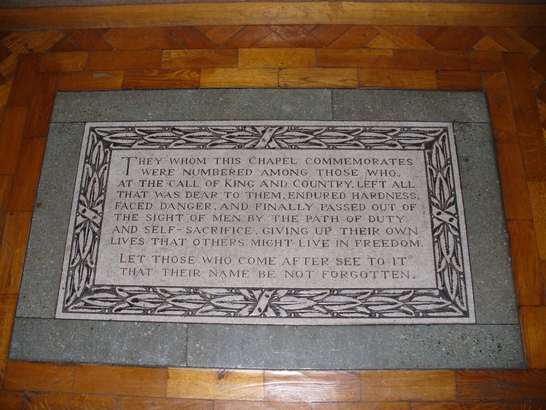 THEY WHOM THIS CHAPEL COMMEMORATES
WERE NUMBERED AMONG THOSE WHO,
AT THE CALL OF KING AND COUNTRY, LEFT ALL
THAT WAS DEAR TO THEM, ENDURED HARDNESS,
FACED DANGER, AND FINALLY PASSED OUT OF
THE SIGHT OF MEN BY THE PATH OF DUTY
AND SELF-SACRIFICE, GIVING UP THEIR OWN
LIVES THAT OTHERS MIGHT LIVE IN FREEDOM.
LET THOSE WHO COME AFTER SEE TO IT
THAT THEIR NAME BE NOT FORGOTTEN.